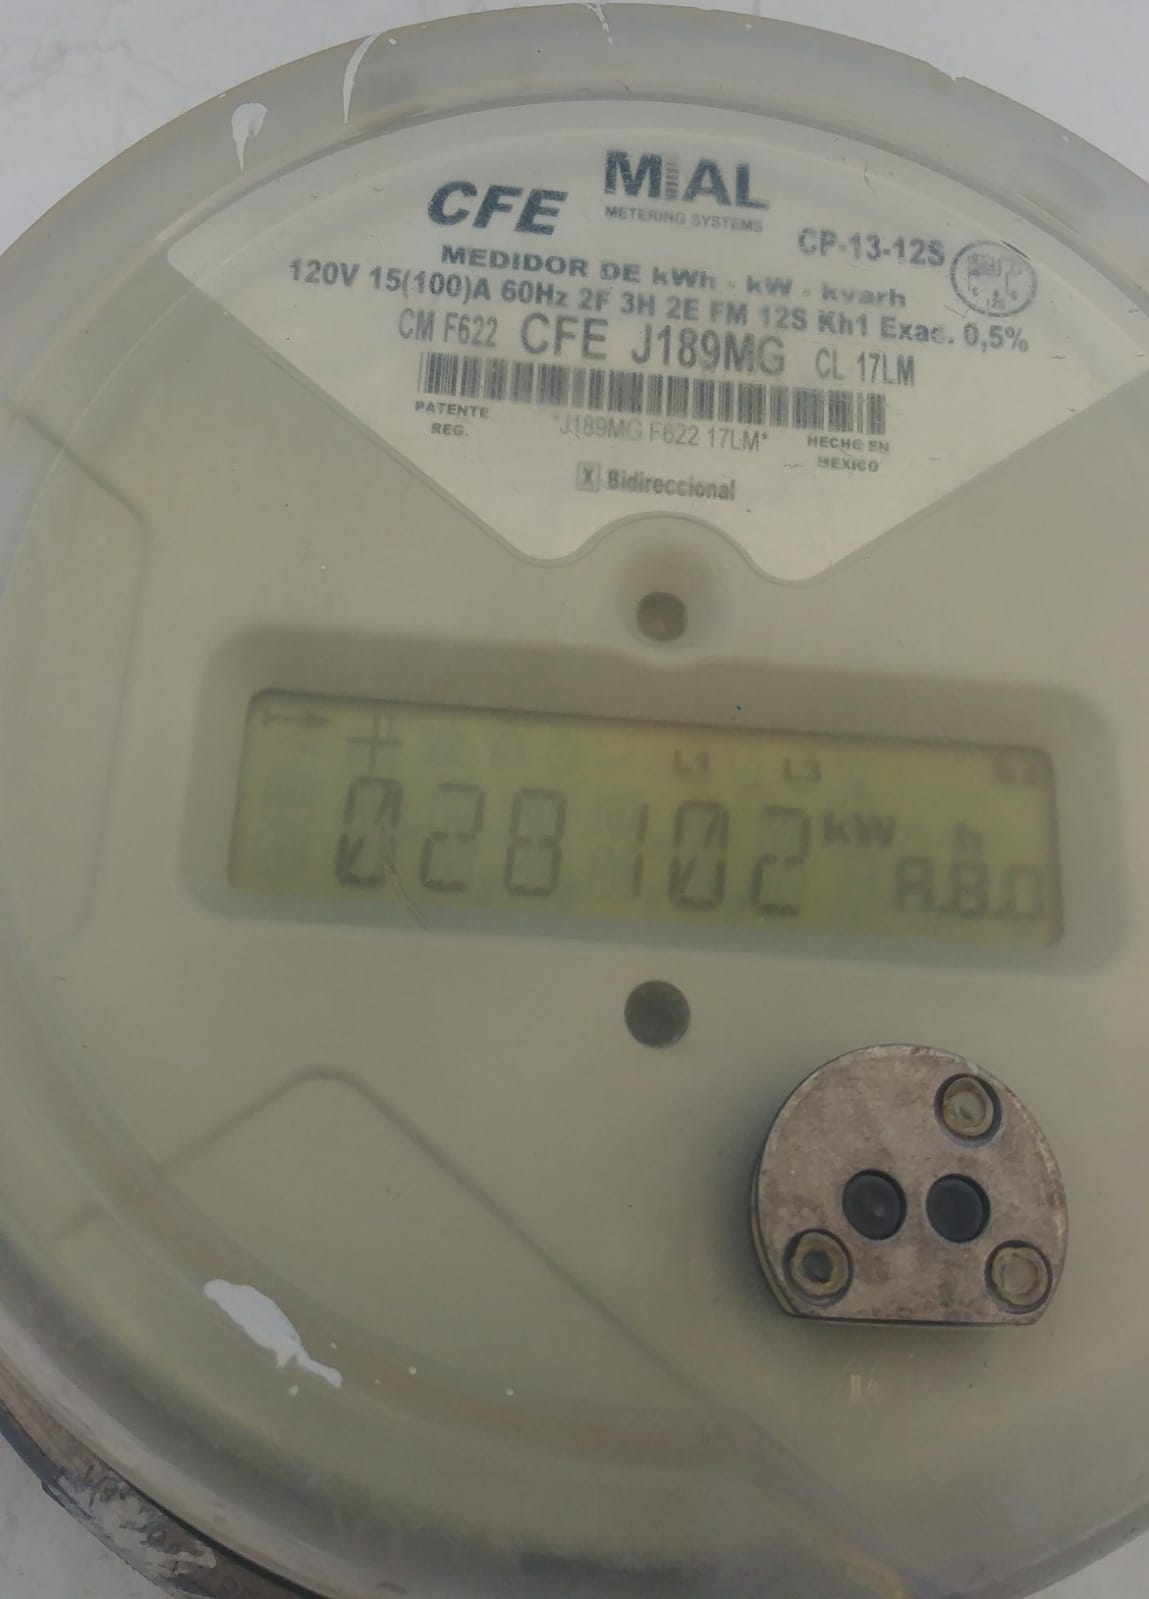 CFE MIAL
METERING SYSTEMS
CP-13-12S
MEDIDOR DE kWh - kW - kvarh
120V 15(100)A 60Hz 2F 3H 2E FM 12S Kh1 Exac. 0,5%
CM F622 CFE J189MG CL 17LM
PATENTE REG.
*J189MG F622 17LM*
HECHO EN MEXICO
X Bidireccional
L1 L3
028102 kW h
12S